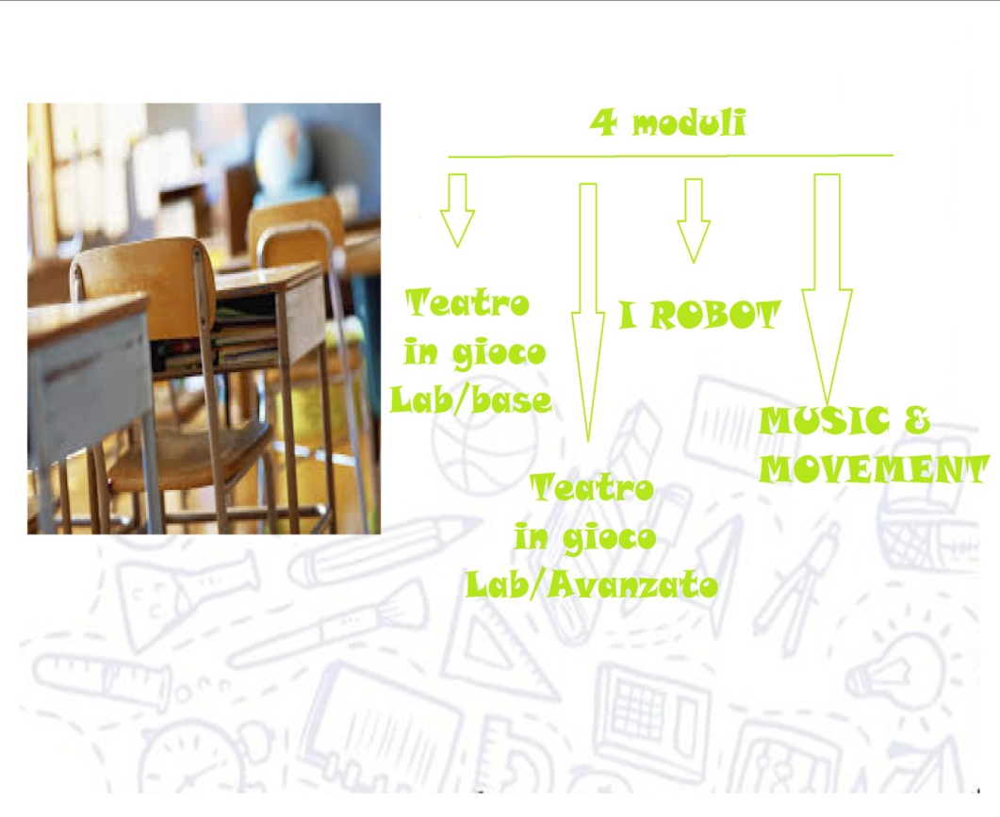 4 moduli
Teatro
in gioco
Lab/base
Teatro
in gioco
Lab/Avanzato
I ROBOT
MUSIC &
MOVEMENT